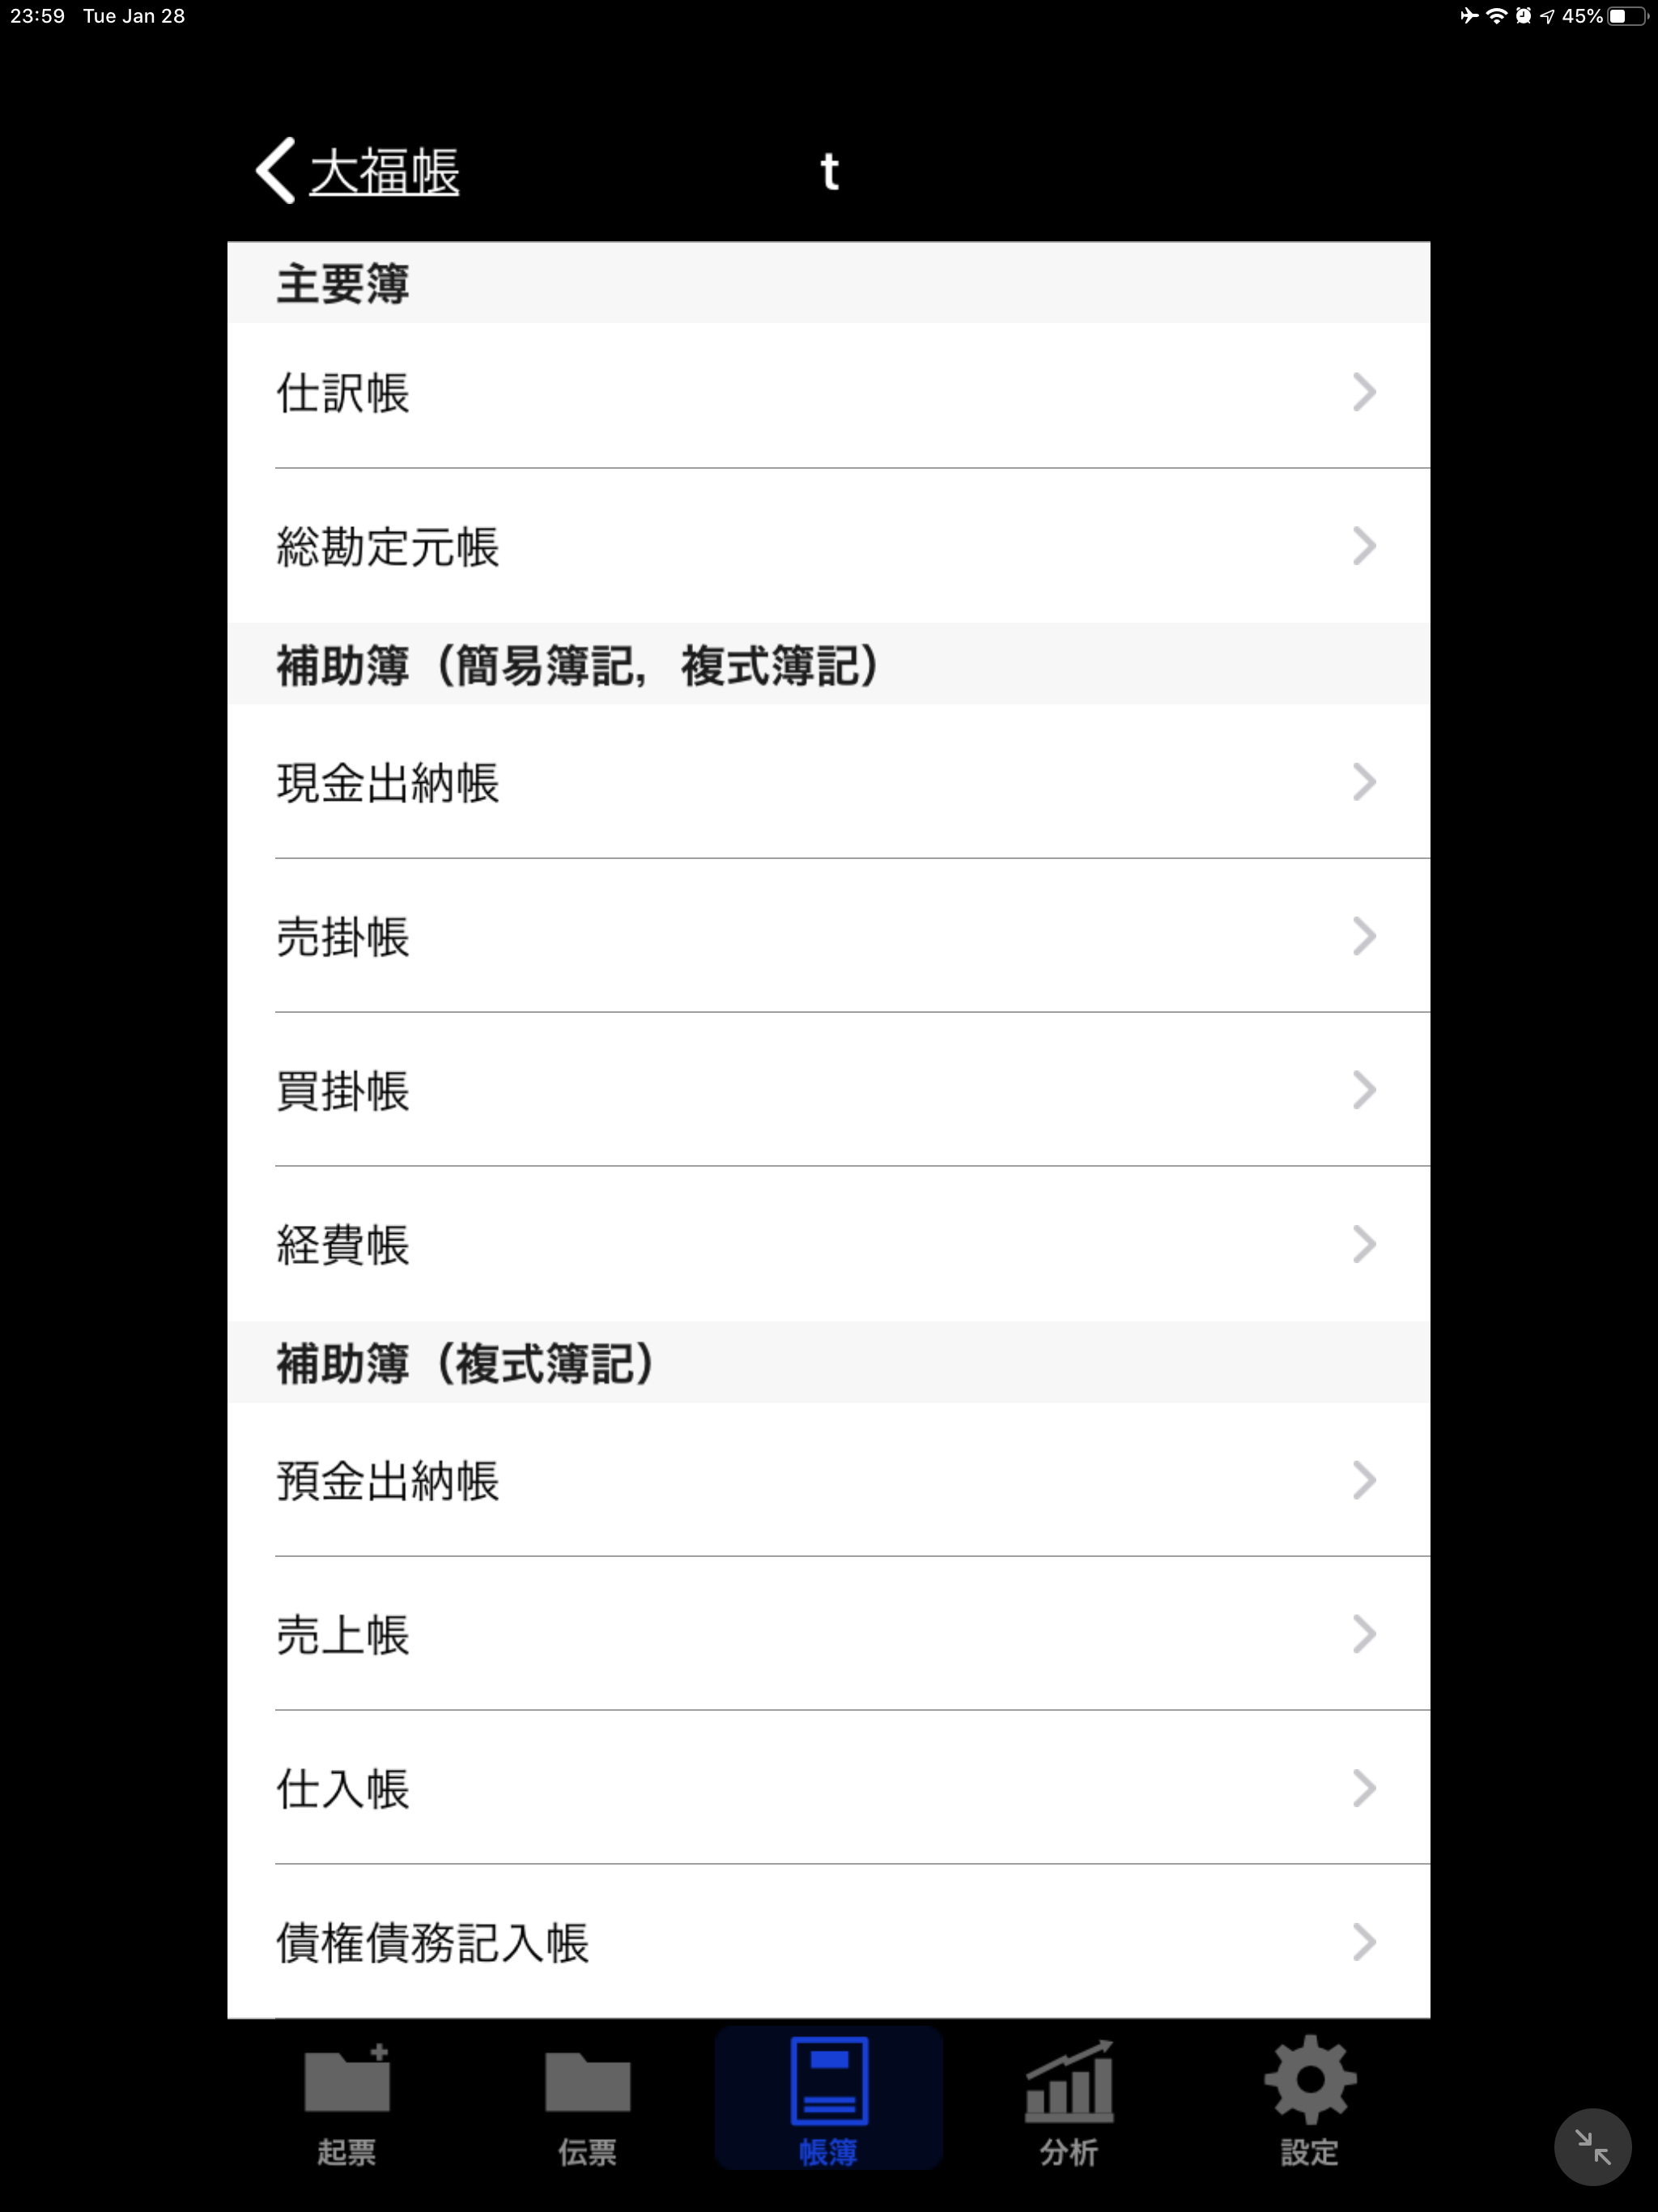 23:59 Tue Jan 28 45%
大福帳 t
主要簿
仕訳帳
総勘定元帳
補助簿（簡易簿記，複式簿記）
現金出納帳
売掛帳
買掛帳
経費帳
補助簿（複式簿記）
預金出納帳
売上帳
仕入帳
債権債務記入帳
起票 伝票 帳簿 分析 設定